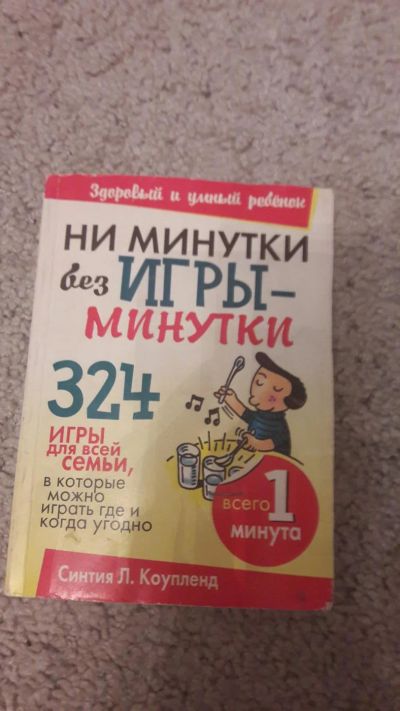 Здоровый и умный ребёнок
НИ МИНУТКИ
без ИГРЫ-
МИНУТКИ
324
ИГРЫ
для всей
СЕМЬИ,
в которые
можно
играть где и
когда угодно
всего 1
минута
Синтия Л. Коупленд